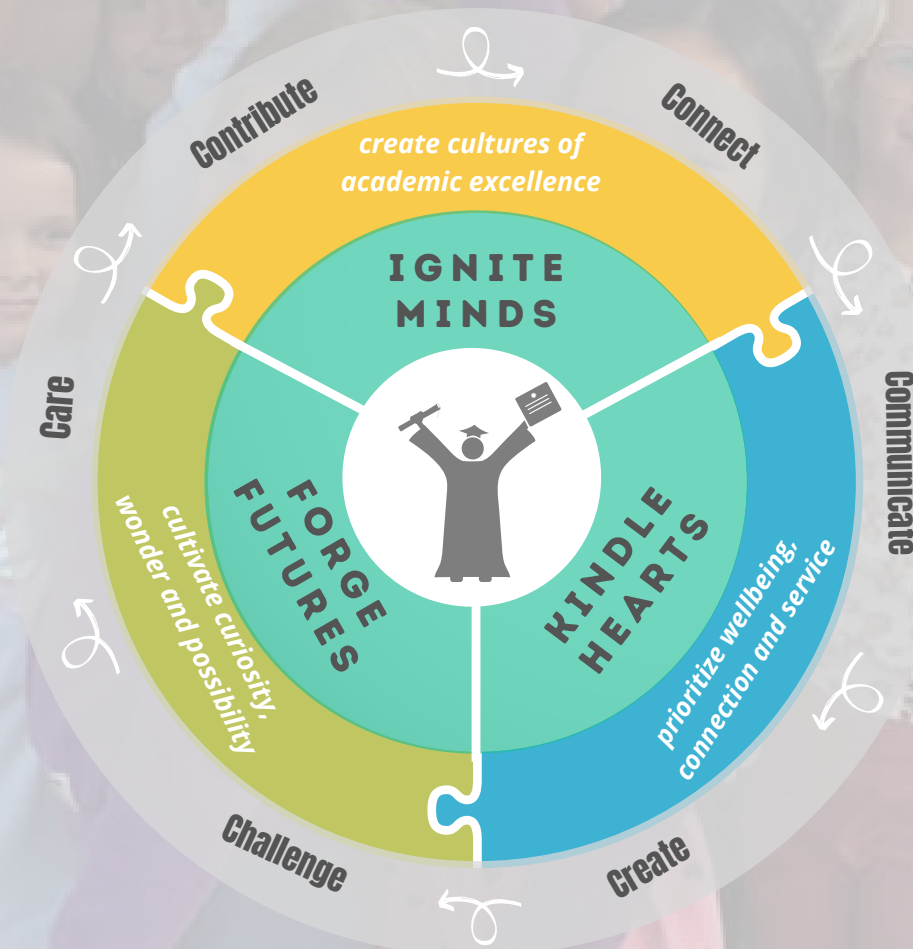 Contribute
Connect
Communicate
Create
Challenge
Care
create cultures of
academic excellence
IGNITE
MINDS
KINDLE
HEARTS
prioritize wellbeing,
connection and service
FORGE
FUTURES
cultivate curiosity,
wonder and possibility